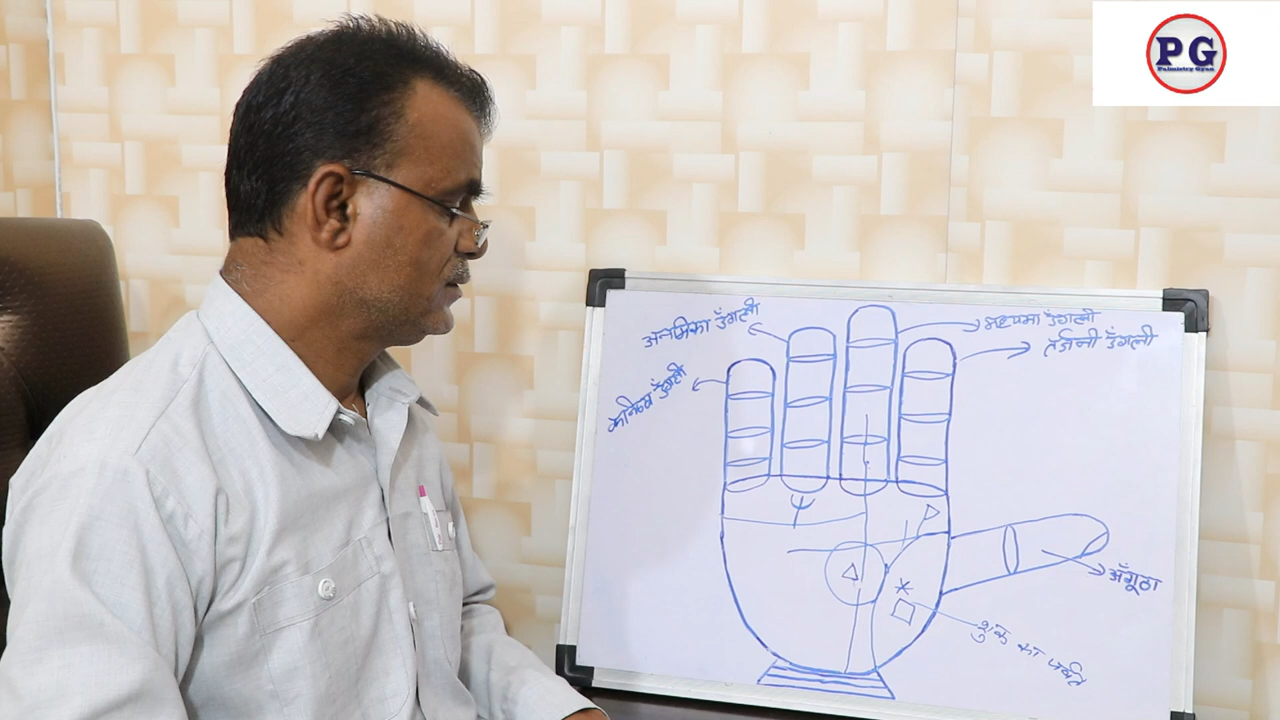 PG
Palmistry Gyan
अनामिका उँगली
मध्यमा उँगली
तर्जनी उँगली
कनिष्ठ उँगली
अँगूठा
शुक्र का पर्वत